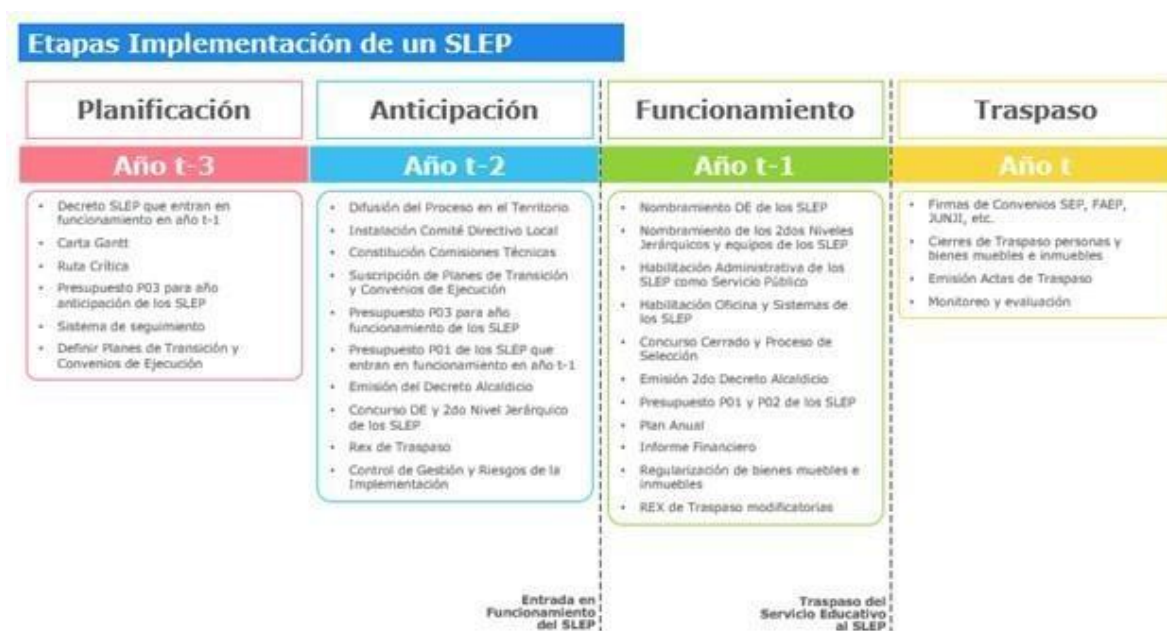 Etapas Implementación de un SLEP
Planificación
Año t-3
• Decreto SLEP que entran en
funcionamiento en año t-1
• Carta Gantt
• Ruta Crítica
• Presupuesto P03 para año
anticipación de los SLEP
• Sistema de seguimiento
• Definir Planes de Transición y
Convenios de Ejecución
Anticipación
Año t-2
• Difusión del Proceso en el Territorio
• Instalación Comité Directivo Local
• Constitución Comisiones Técnicas
• Suscripción de Planes de Transición
y Convenios de Ejecución
• Presupuesto P03 para año
funcionamiento de los SLEP
• Presupuesto P01 de los SLEP que
entran en funcionamiento en año t-1
• Emisión del Decreto Alcaldicio
• Concurso DE y 2do Nivel Jerárquico
de los SLEP
• Rex de Traspaso
• Control de Gestión y Riesgos de la
Implementación
Entrada en
Funcionamiento
del SLEP
Funcionamiento
Año t-1
• Nombramiento DE de los SLEP
• Nombramiento de los 2dos Niveles
Jerárquicos y equipos de los SLEP
• Habilitación Administrativa de los
SLEP como Servicio Público
• Habilitación Oficina y Sistemas de
los SLEP
• Concurso Cerrado y Proceso de
Selección
• Emisión 2do Decreto Alcaldicio
• Presupuesto P01 y P02 de los SLEP
• Plan Anual
• Informe Financiero
• Regularización de bienes muebles e
inmuebles
• REX de Traspaso modificatorias
Traspaso del
Servicio Educativo
al SLEP
Traspaso
Año t
• Firmas de Convenios SEP, FAEP,
JUNJI, etc.
• Cierres de Traspaso personas y
bienes muebles e inmuebles
• Emisión Actas de Traspaso
• Monitoreo y evaluación